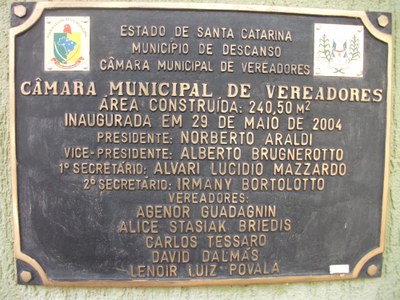 ESTADO DE SANTA CATARINA
MUNICÍPIO DE DESCANSO
CÂMARA MUNICIPAL DE VEREADORES
CÂMARA MUNICIPAL DE VEREADORES
ÁREA CONSTRUÍDA: 240,50 M²
INAUGURADA EM 29 DE MAIO DE 2004
PRESIDENTE: NORBERTO ARALDI
VICE-PRESIDENTE: ALBERTO BRUGNEROTTO
1º SECRETÁRIO: ALVARI LUCIDIO MAZZARDO
2º SECRETÁRIO: IRMANY BORTOLOTTO
VEREADORES:
AGENOR GUADAGNIN
ALICE STASIAK BRIEDIS
CARLOS TESSARO
DAVID DALMÁS
LENOIR LUIZ POVALA